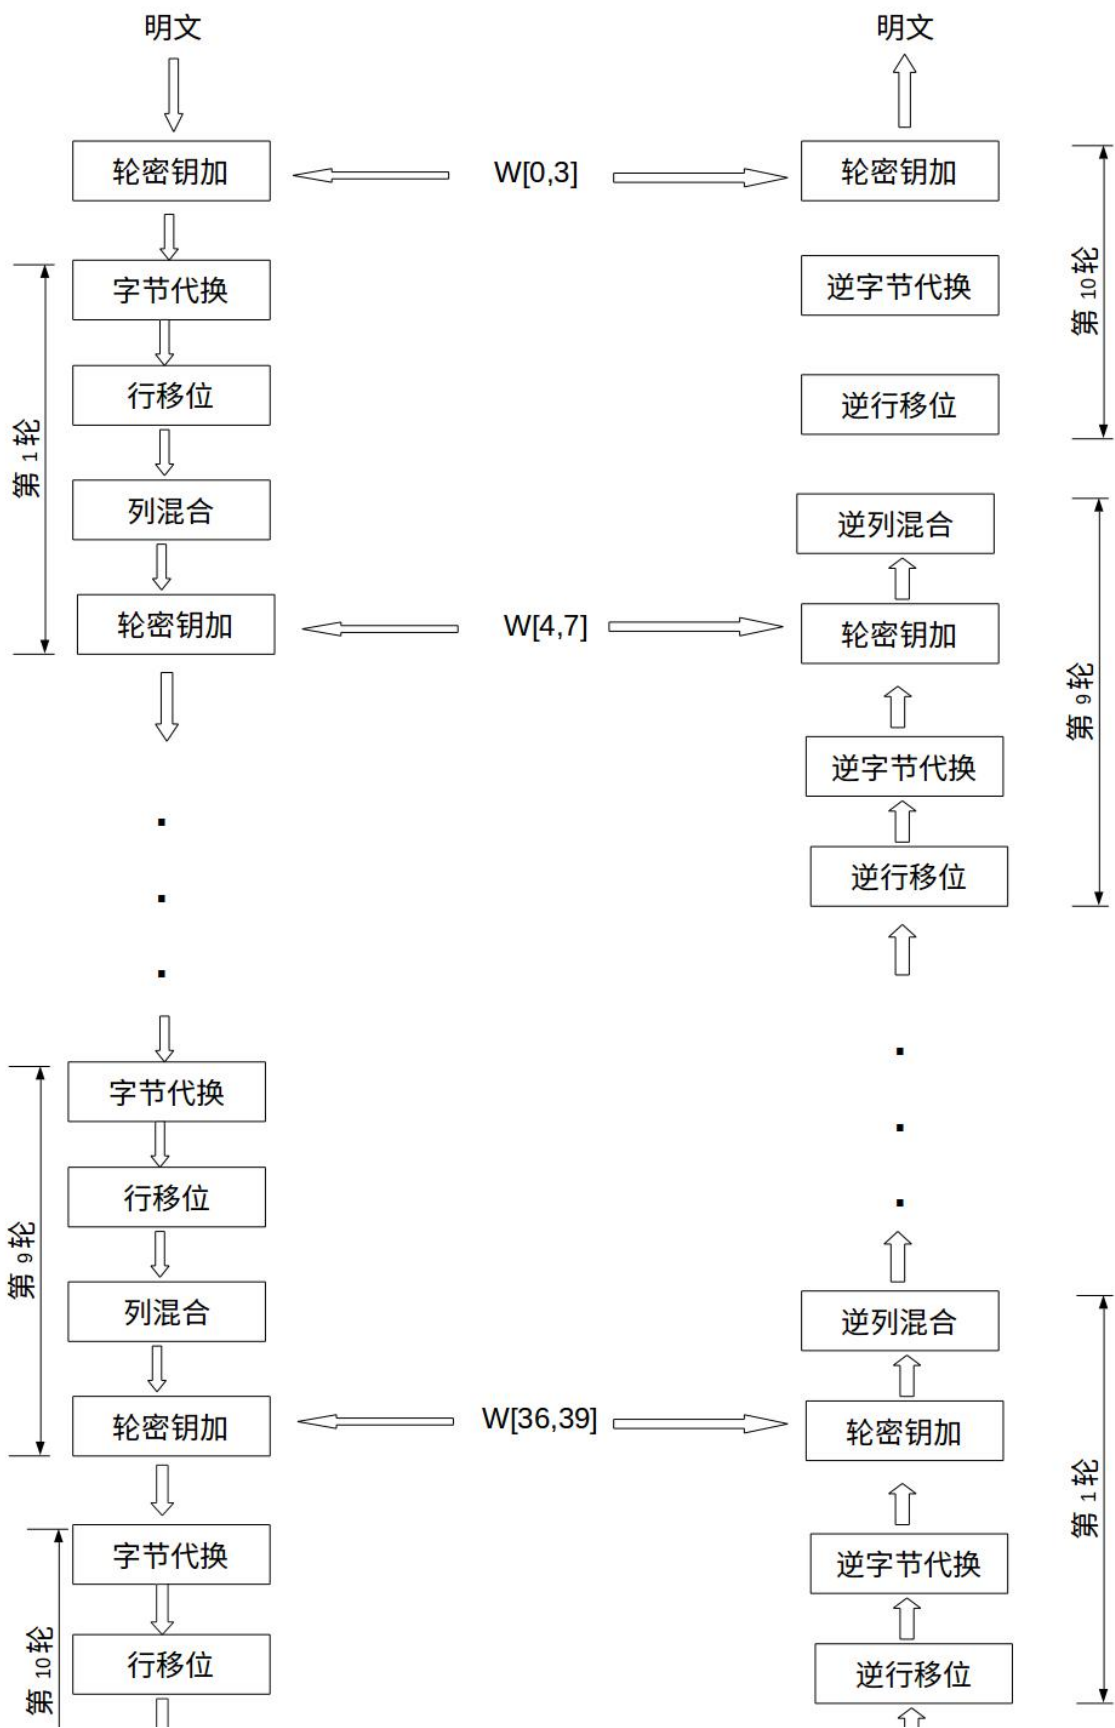 明文
明文
轮密钥加
W[0,3]
轮密钥加
字节代换
逆字节代换
第 10 轮
行移位
逆行移位
第 1 轮
列混合
逆列混合
轮密钥加
W[4,7]
轮密钥加
第 9 轮
逆字节代换
.
逆行移位
.
.
.
字节代换
.
行移位
.
第 9 轮
列混合
逆列混合
轮密钥加
W[36,39]
轮密钥加
第 1 轮
字节代换
逆字节代换
第 10 轮
行移位
逆行移位